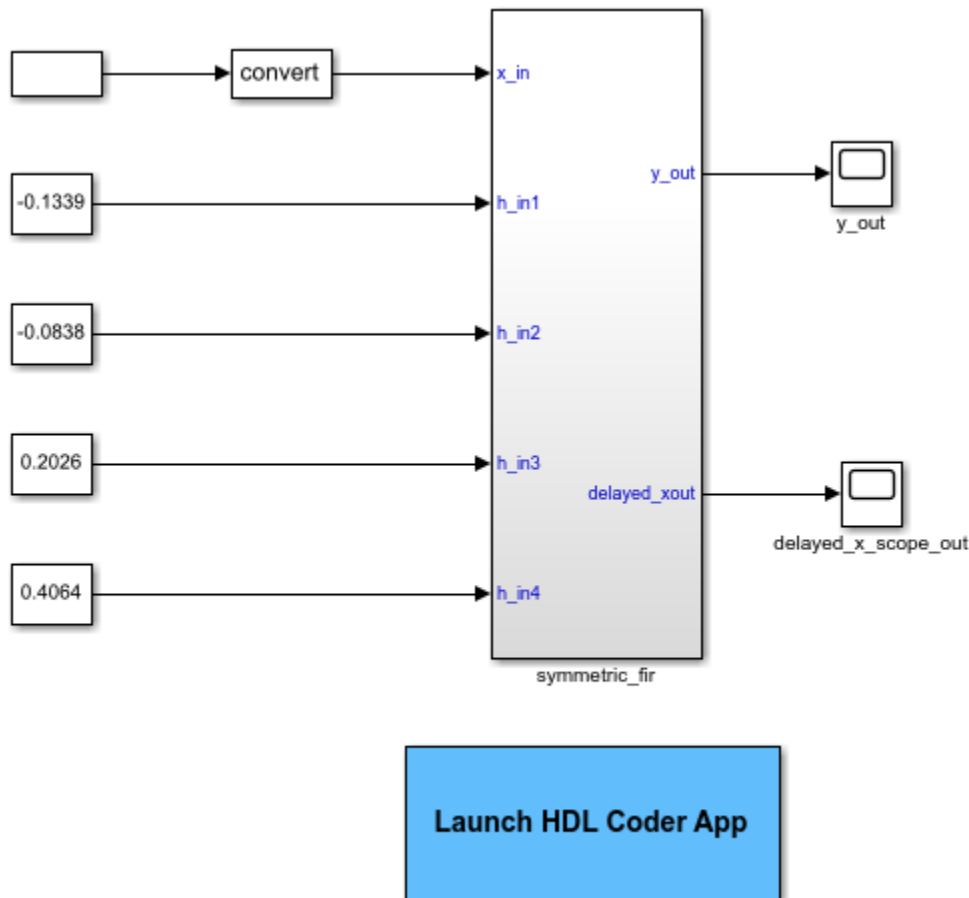 convert
x_in
y_out
y_out
-0.1339
h_in1
-0.0838
h_in2
0.2026
h_in3
delayed_xout
delayed_x_scope_out
0.4064
h_in4
symmetric_fir
Launch HDL Coder App